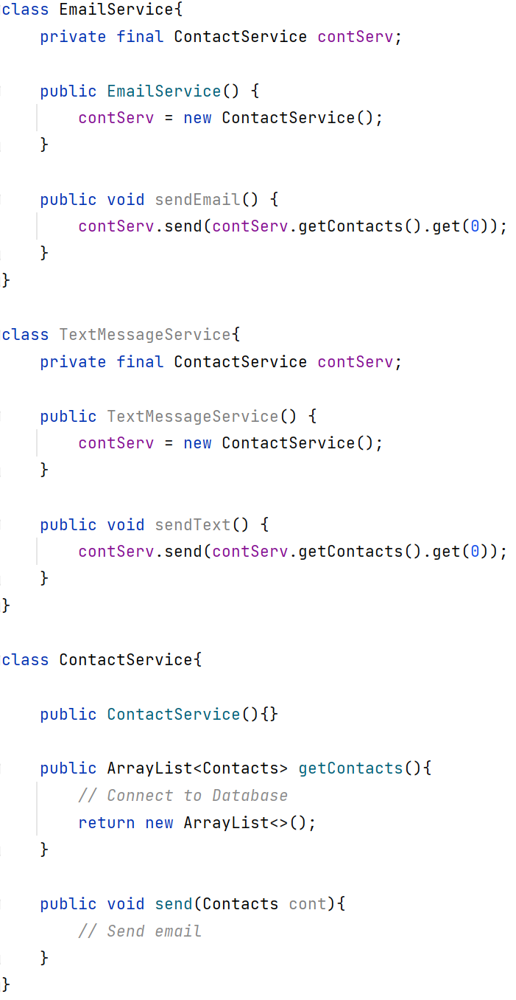 class EmailService{
    private final ContactService contServ;

    public EmailService() {
        contServ = new ContactService();
    }

    public void sendEmail() {
        contServ.send(contServ.getContacts().get(0));
    }
}

class TextMessageService{
    private final ContactService contServ;

    public TextMessageService() {
        contServ = new ContactService();
    }

    public void sendText() {
        contServ.send(contServ.getContacts().get(0));
    }
}

class ContactService{

    public ContactService(){}

    public ArrayList<Contacts> getContacts(){
        // Connect to Database
        return new ArrayList<>();
    }

    public void send(Contacts cont){
        // Send email
    }
}